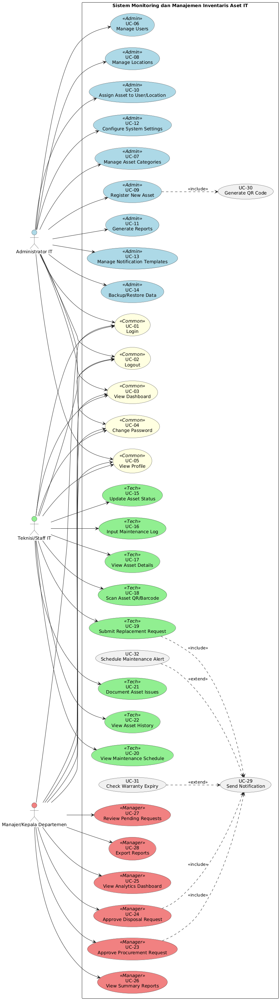 Sistem Monitoring dan Manajemen Inventaris Aset IT
«Admin»
UC-06
Manage Users
«Admin»
UC-08
Manage Locations
«Admin»
UC-10
Assign Asset to User/Location
«Admin»
UC-12
Configure System Settings
«Admin»
UC-07
Manage Asset Categories
«Admin»
UC-09
Register New Asset
«include»
UC-30
Generate QR Code
«Admin»
UC-11
Generate Reports
Administrator IT
«Admin»
UC-13
Manage Notification Templates
«Admin»
UC-14
Backup/Restore Data
«Common»
UC-01
Login
«Common»
UC-02
Logout
«Common»
UC-03
View Dashboard
«Common»
UC-04
Change Password
«Common»
UC-05
View Profile
«Tech»
UC-15
Update Asset Status
«Tech»
UC-16
Input Maintenance Log
Teknisi/Staff IT
«Tech»
UC-17
View Asset Details
«Tech»
UC-18
Scan Asset QR/Barcode
«Tech»
UC-19
Submit Replacement Request
«include»
UC-32
Schedule Maintenance Alert
«extend»
«Tech»
UC-21
Document Asset Issues
«Tech»
UC-22
View Asset History
«Tech»
UC-20
View Maintenance Schedule
UC-31
Check Warranty Expiry
«extend»
UC-29
Send Notification
«Manager»
UC-27
Review Pending Requests
Manajer/Kepala Departemen
«Manager»
UC-28
Export Reports
«include»
«Manager»
UC-25
View Analytics Dashboard
«include»
«Manager»
UC-24
Approve Disposal Request
«Manager»
UC-23
Approve Procurement Request
«Manager»
UC-26
View Summary Reports